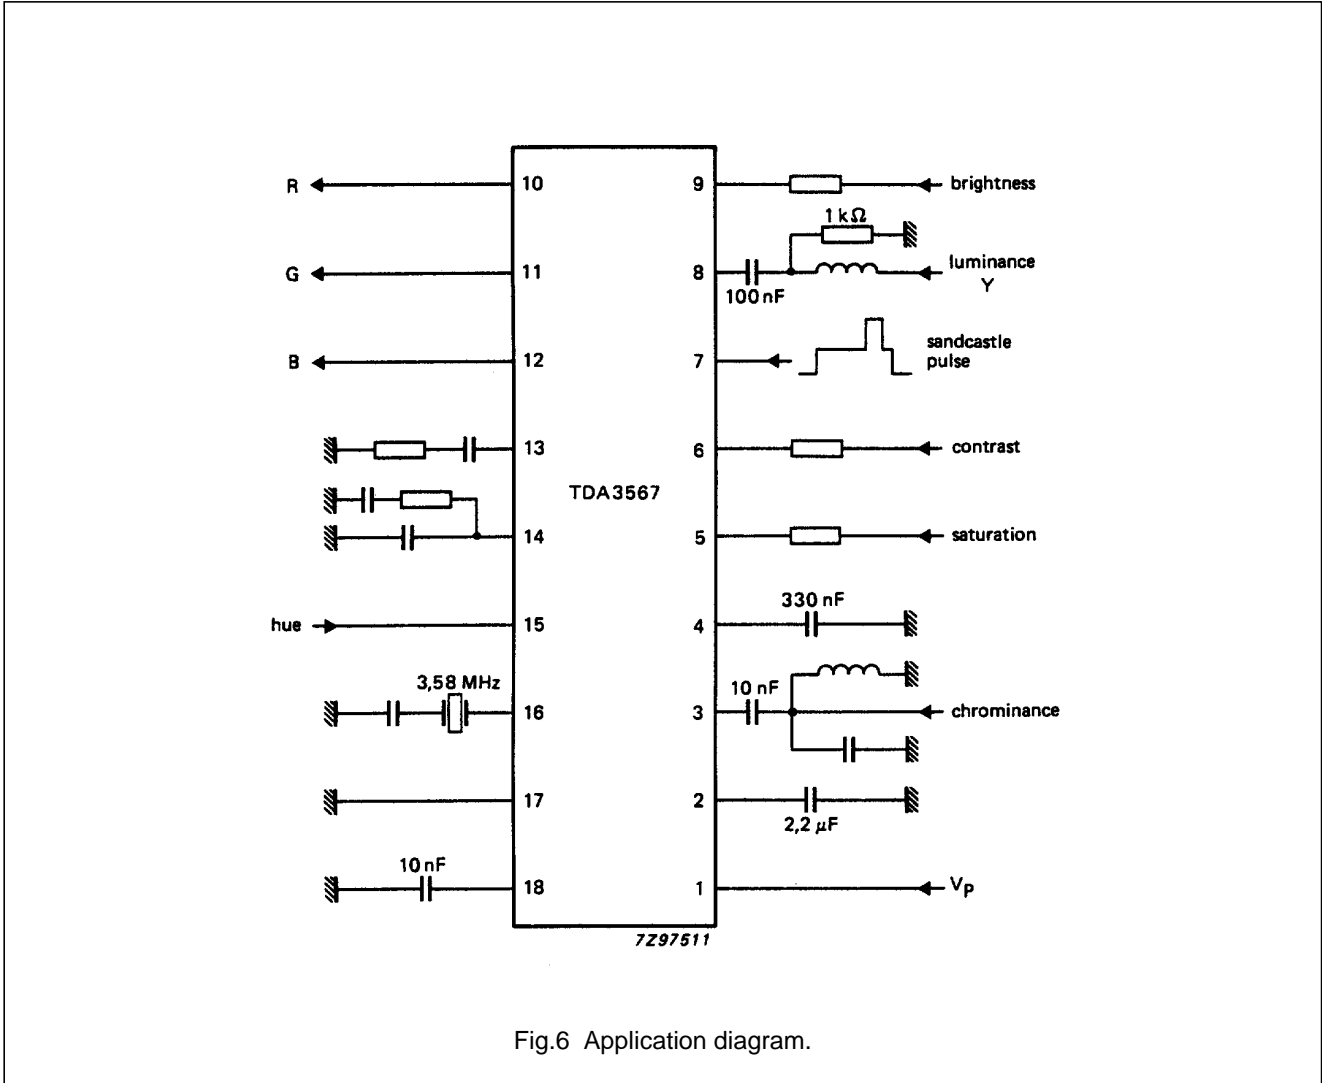 R
10
9
brightness
1 kΩ
G
11
8
100 nF
luminance
Y
B
12
7
sandcastle
pulse
13
6
contrast
TDA3567
14
5
saturation
330 nF
hue
15
4
3,58 MHz
10 nF
16
3
chrominance
17
2
2,2 µF
10 nF
18
1
VP
7Z97511
Fig.6 Application diagram.